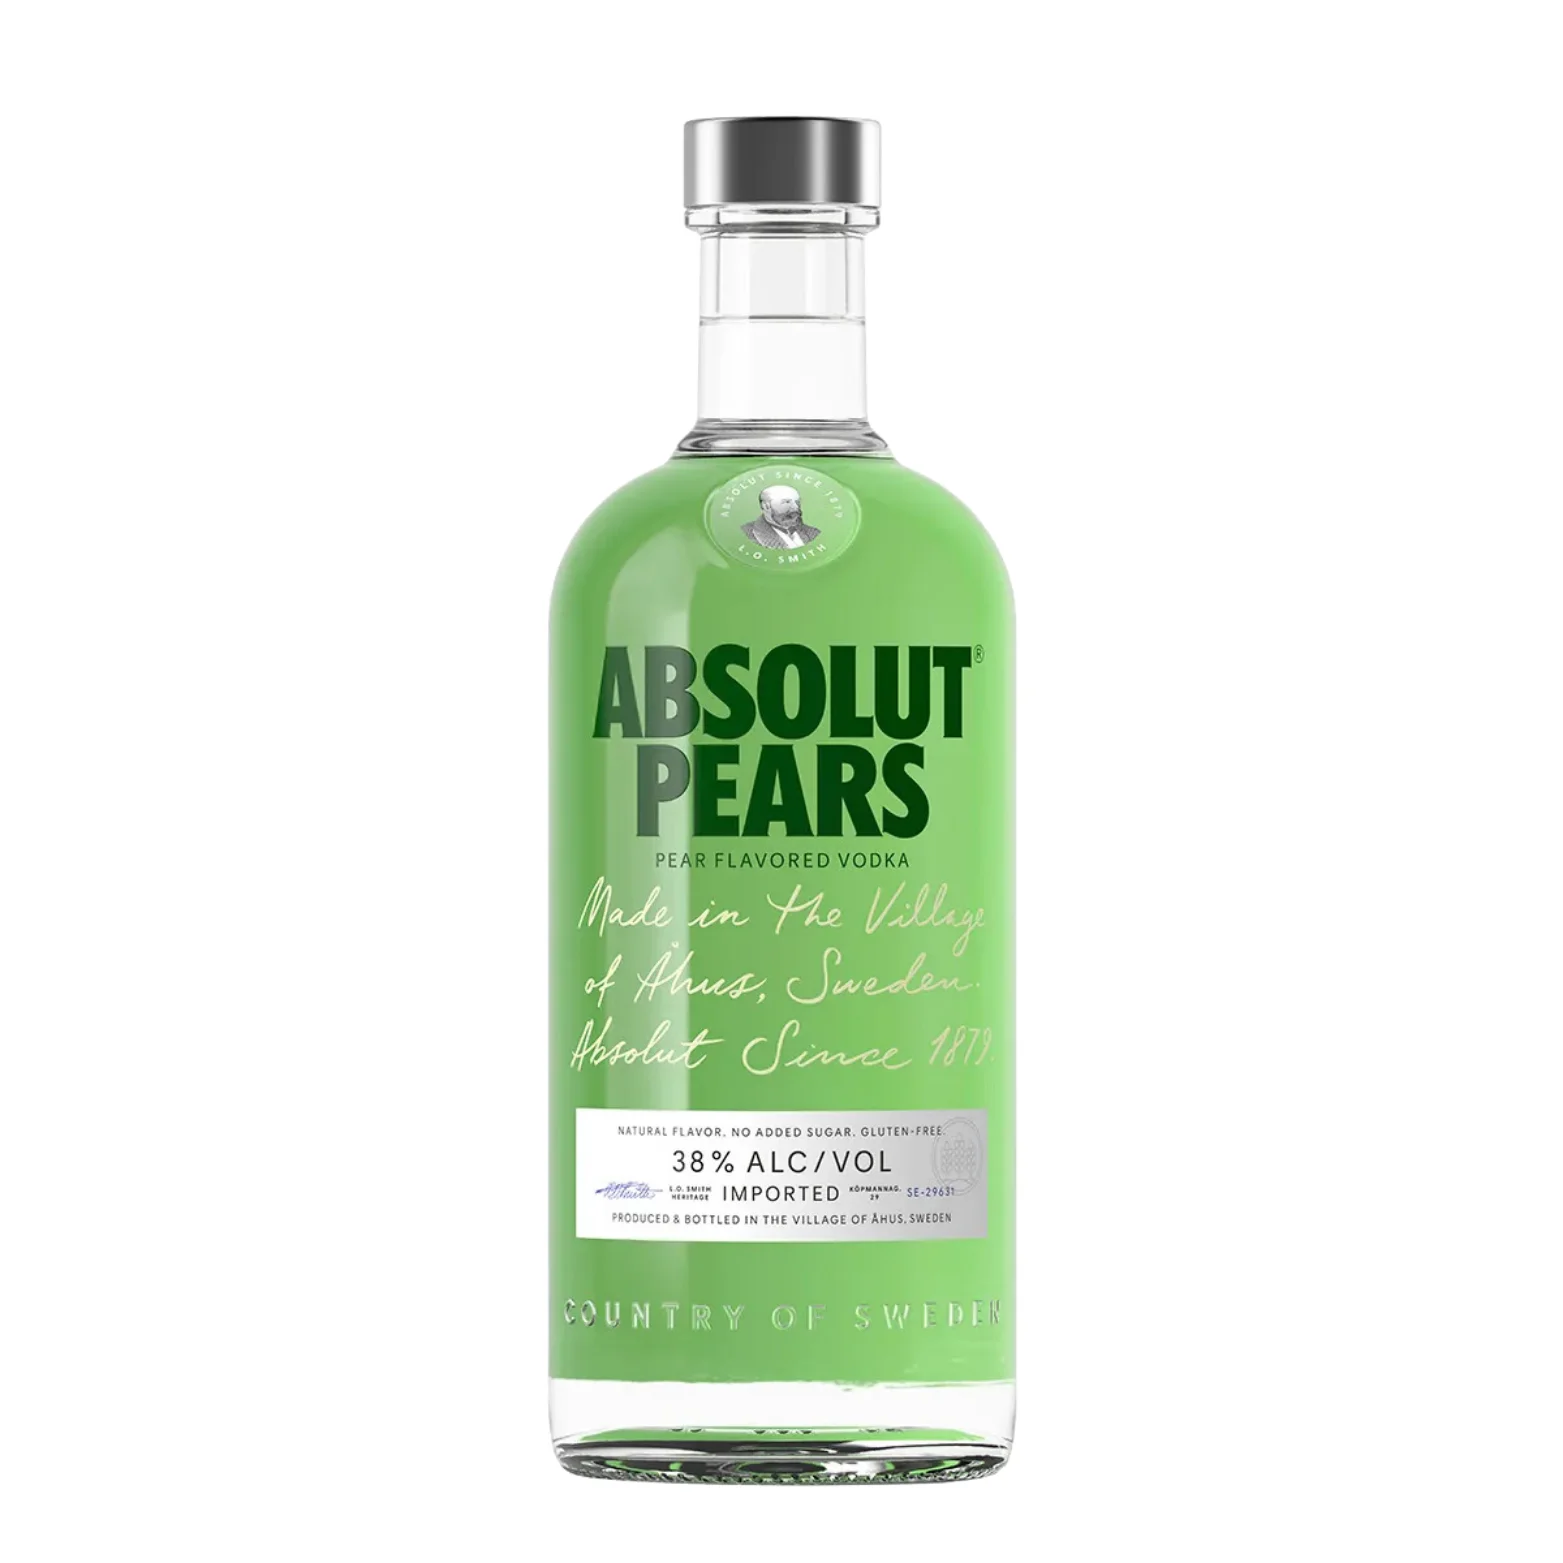 ABSOLUT SINCE 1879
L.O. SMITH
ABSOLUT®
PEARS
PEAR FLAVORED VODKA
Made in the Village
of Åhus, Sweden.
Absolut Since 1879.
NATURAL FLAVOR. NO ADDED SUGAR. GLUTEN-FREE.
38% ALC/VOL
L.O. SMITH HERITAGE IMPORTED KÖPMANNAG. 29 SE-29631
PRODUCED & BOTTLED IN THE VILLAGE OF ÅHUS, SWEDEN
COUNTRY OF SWEDEN